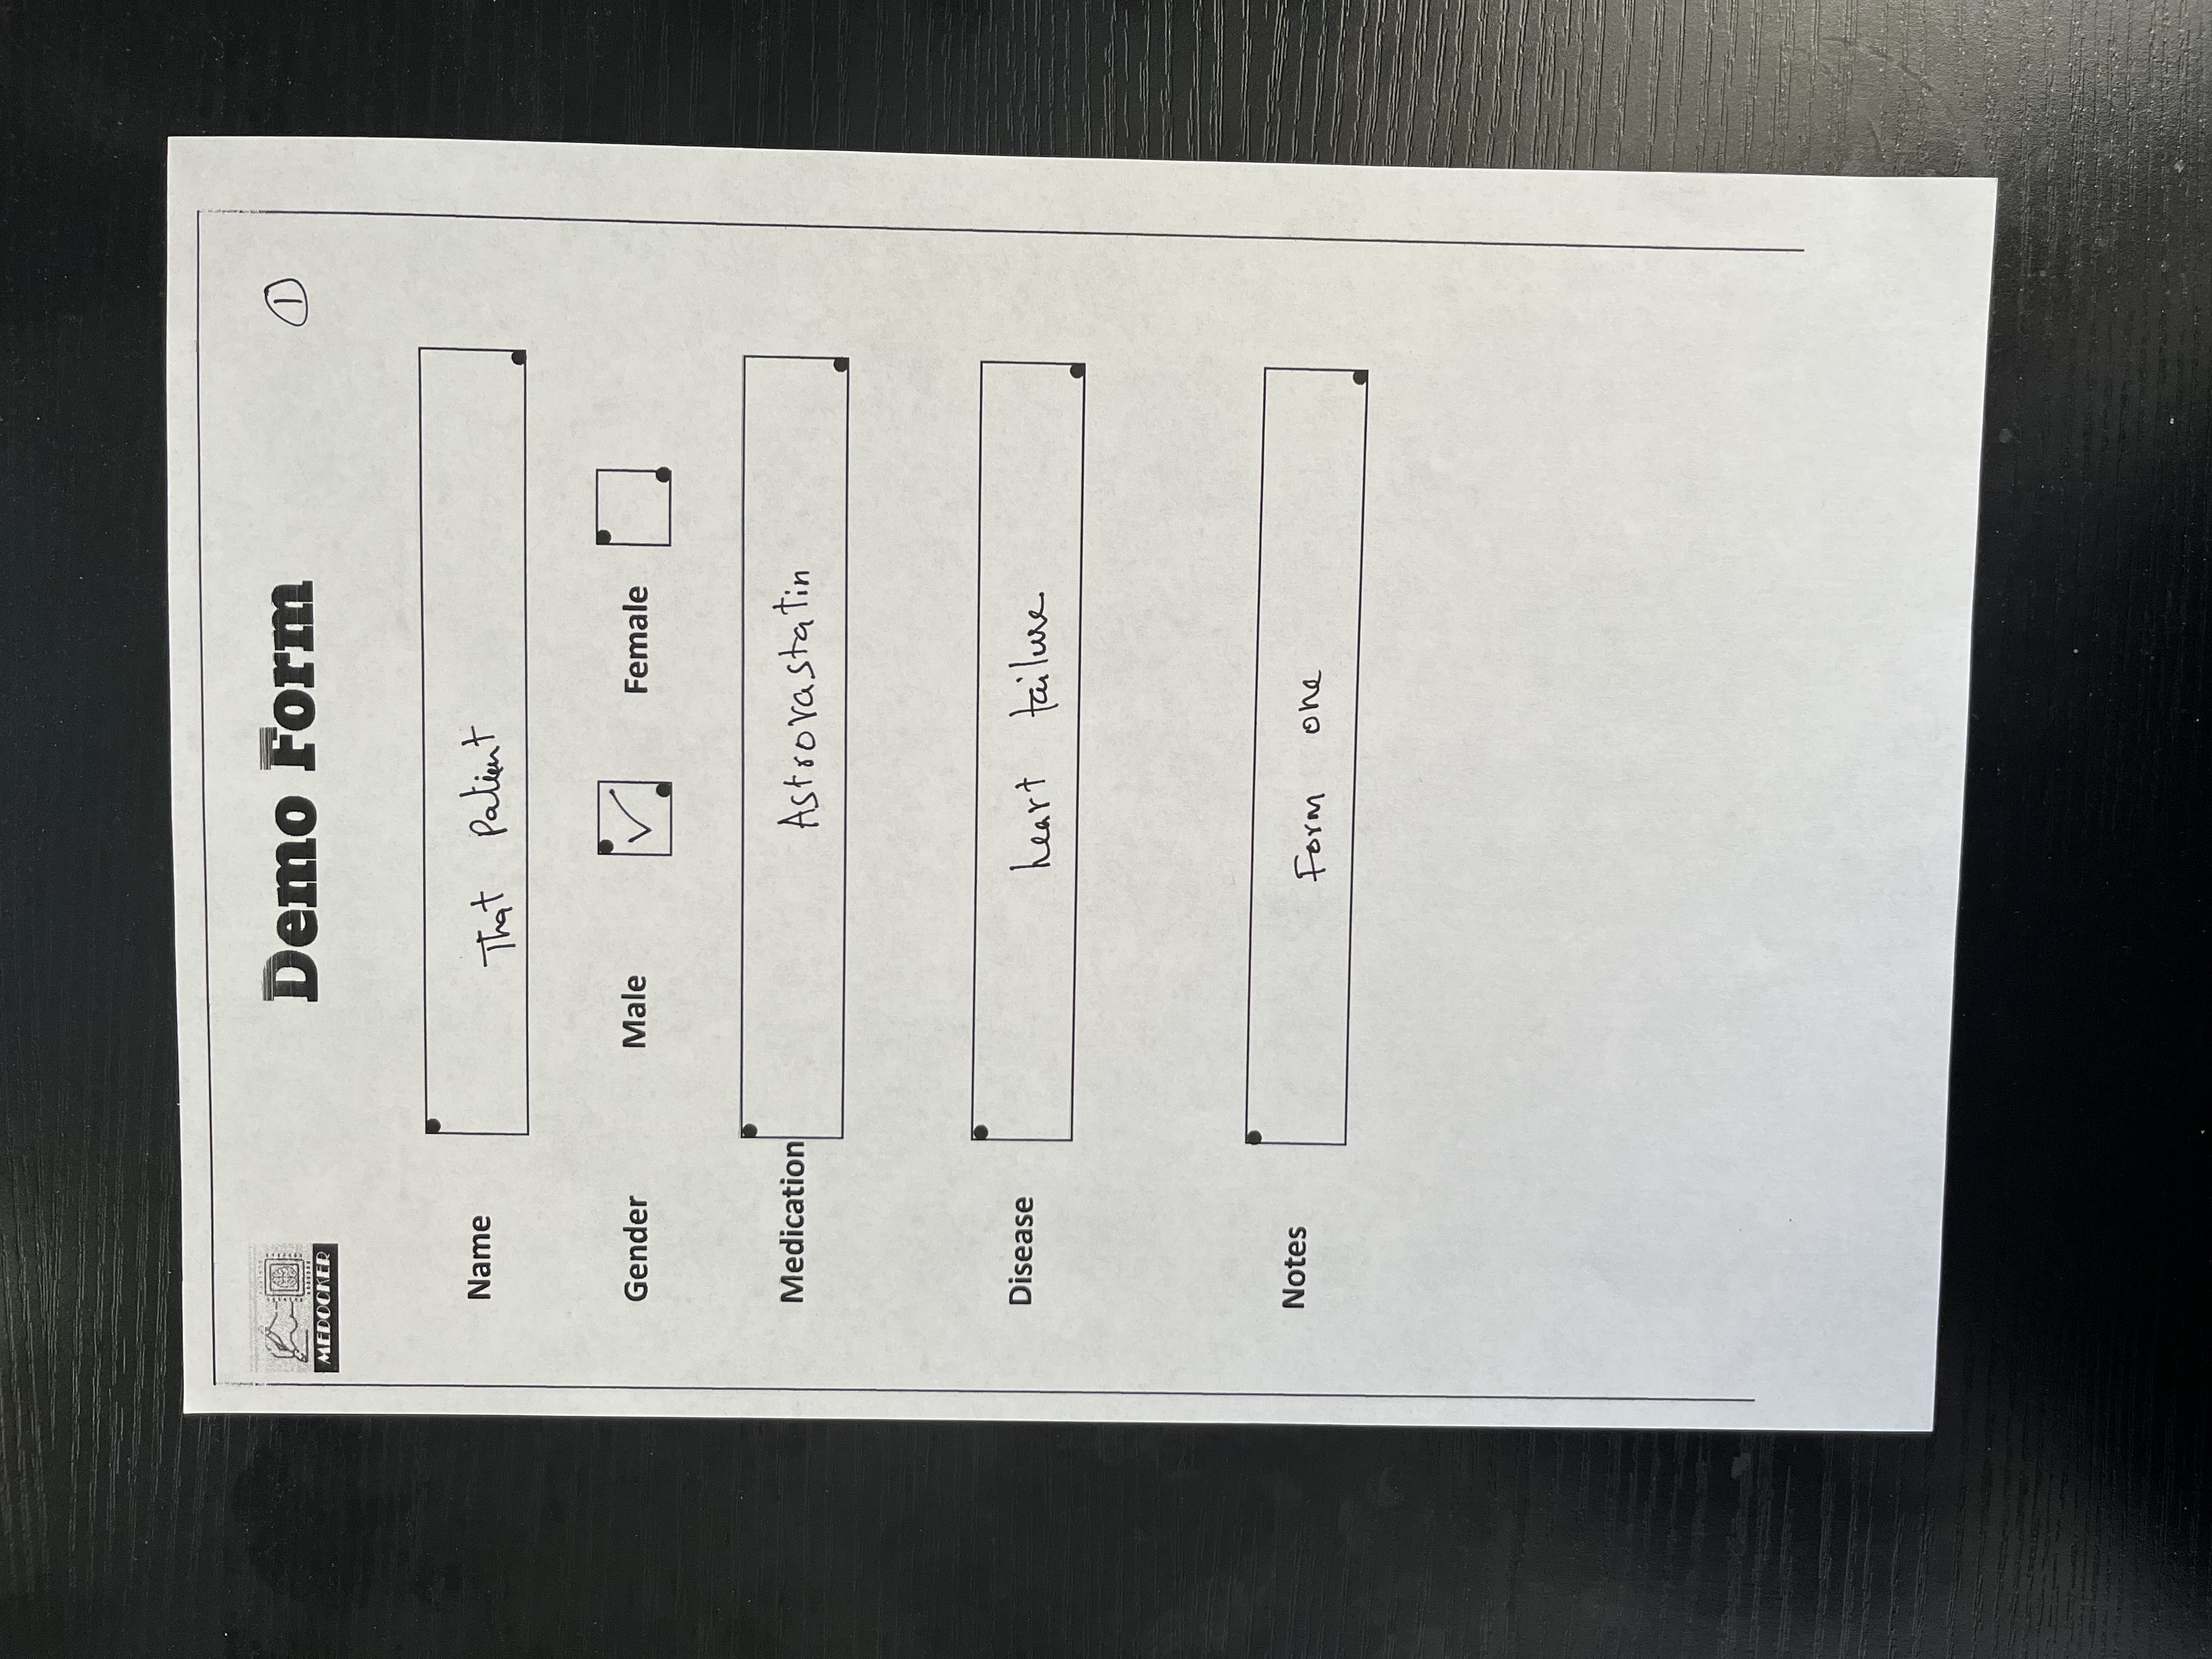 MEDOCKER
Demo Form
1
Name That Patient
Gender Male ✓ Female
Medication Astrovastatin
Disease heart failure
Notes Form one